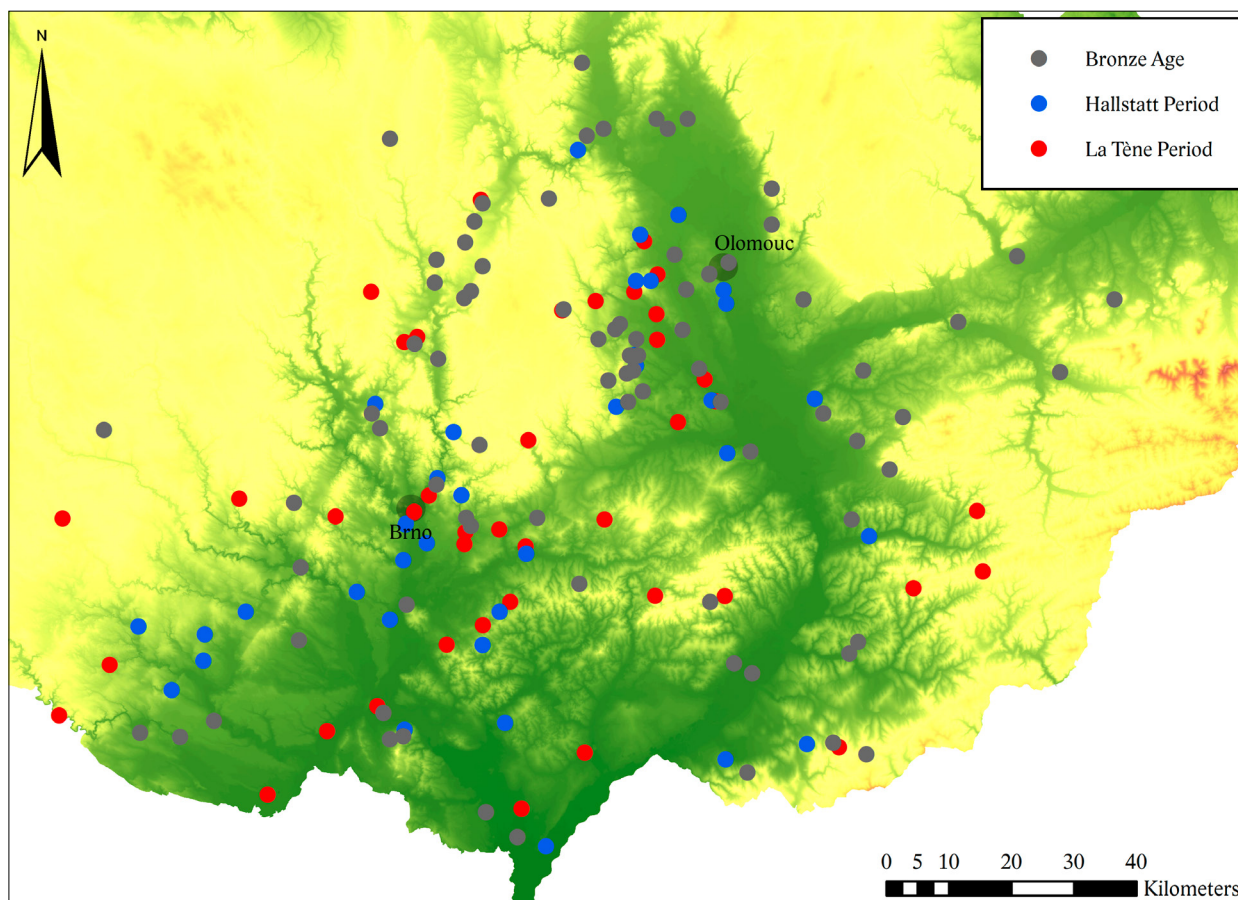 N
Bronze Age
Hallstatt Period
La Tène Period
Olomouc
Brno
0 5 10 20 30 40
Kilometers